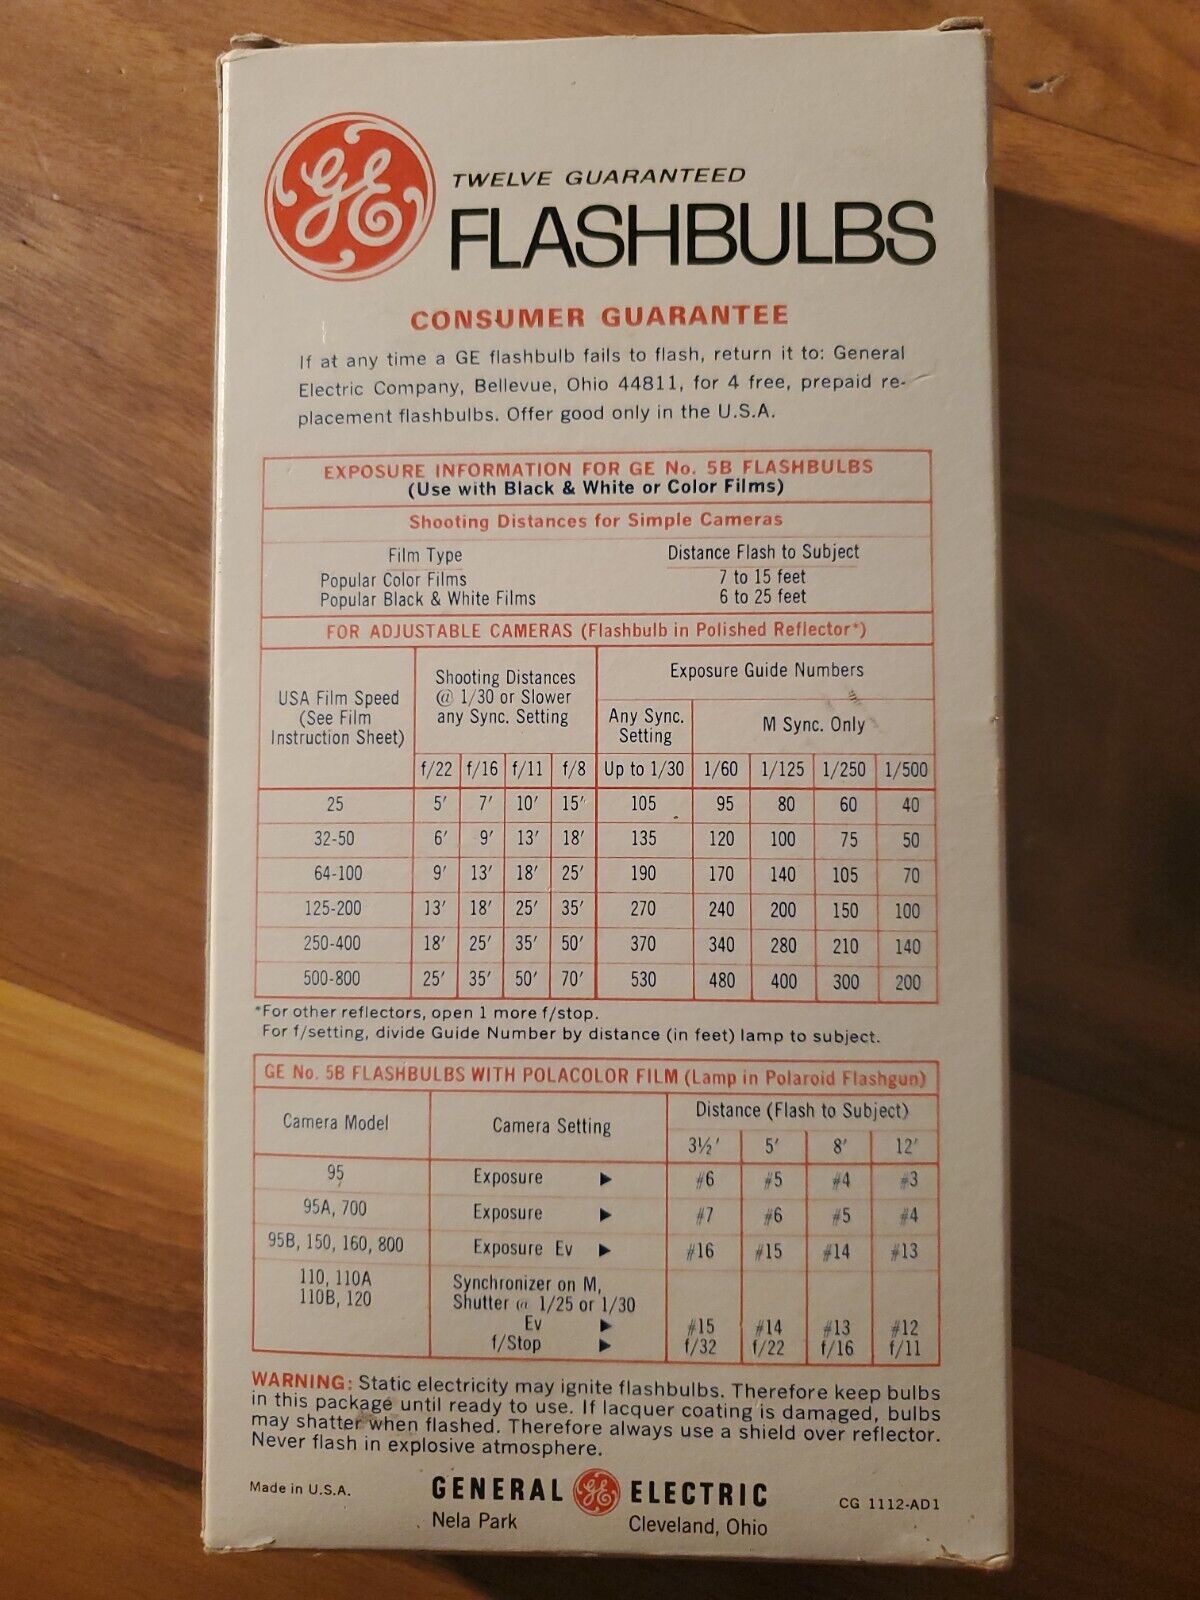 GE
TWELVE GUARANTEED
FLASHBULBS
CONSUMER GUARANTEE
If at any time a GE flashbulb fails to flash, return it to: General
Electric Company, Bellevue, Ohio 44811, for 4 free, prepaid re-
placement flashbulbs. Offer good only in the U.S.A.
EXPOSURE INFORMATION FOR GE No. 5B FLASHBULBS
(Use with Black & White or Color Films)
Shooting Distances for Simple Cameras
Film Type Distance Flash to Subject
Popular Color Films 7 to 15 feet
Popular Black & White Films 6 to 25 feet
FOR ADJUSTABLE CAMERAS (Flashbulb in Polished Reflector*)
USA Film Speed
(See Film
Instruction Sheet)
Shooting Distances
@ 1/30 or Slower
any Sync. Setting
Exposure Guide Numbers
Any Sync.
Setting
M Sync. Only
f/22 f/16 f/11 f/8 Up to 1/30 1/60 1/125 1/250 1/500
25 5′ 7′ 10′ 15′ 105 95 80 60 40
32-50 6′ 9′ 13′ 18′ 135 120 100 75 50
64-100 9′ 13′ 18′ 25′ 190 170 140 105 70
125-200 13′ 18′ 25′ 35′ 270 240 200 150 100
250-400 18′ 25′ 35′ 50′ 370 340 280 210 140
500-800 25′ 35′ 50′ 70′ 530 480 400 300 200
*For other reflectors, open 1 more f/stop.
For f/setting, divide Guide Number by distance (in feet) lamp to subject.
GE No. 5B FLASHBULBS WITH POLACOLOR FILM (Lamp in Polaroid Flashgun)
Camera Model
Camera Setting
Distance (Flash to Subject)
3½′ 5′ 8′ 12′
95 Exposure ▶ #6 #5 #4 #3
95A, 700 Exposure ▶ #7 #6 #5 #4
95B, 150, 160, 800 Exposure Ev ▶ #16 #15 #14 #13
110, 110A
110B, 120
Synchronizer on M,
Shutter @ 1/25 or 1/30
Ev ▶ #15 #14 #13 #12
f/Stop ▶ f/32 f/22 f/16 f/11
WARNING: Static electricity may ignite flashbulbs. Therefore keep bulbs
in this package until ready to use. If lacquer coating is damaged, bulbs
may shatter when flashed. Therefore always use a shield over reflector.
Never flash in explosive atmosphere.
Made in U.S.A.
GENERAL GE ELECTRIC
Nela Park Cleveland, Ohio
CG 1112-AD1